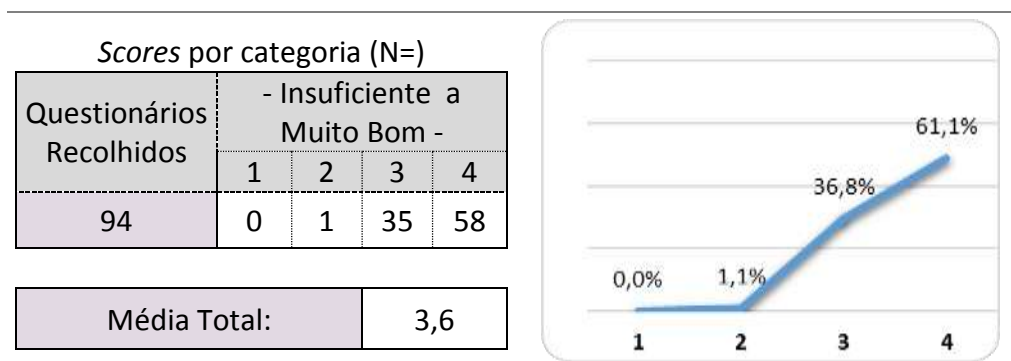 Scores por categoria (N=)
Questionários
Recolhidos
- Insuficiente a
Muito Bom -
1 2 3 4
94 0 1 35 58
Média Total: 3,6
61,1%
36,8%
0,0% 1,1%
1 2 3 4